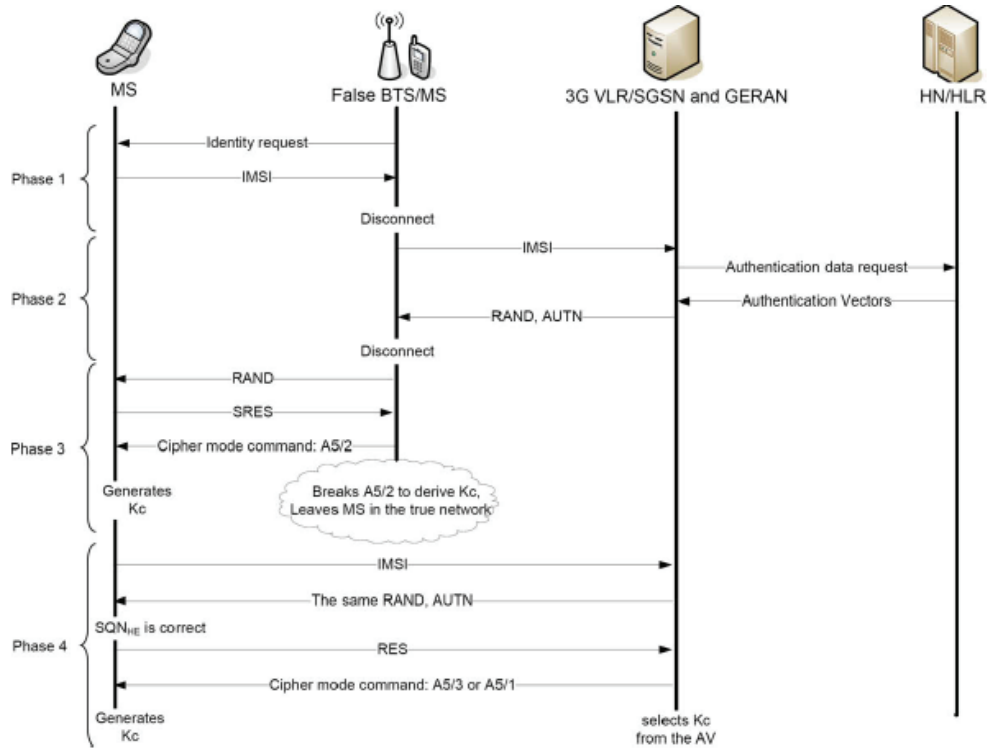 MS
False BTS/MS
3G VLR/SGSN and GERAN
HN/HLR
Phase 1
Identity request
IMSI
Disconnect
Phase 2
IMSI
Authentication data request
Authentication Vectors
RAND, AUTN
Disconnect
Phase 3
RAND
SRES
Cipher mode command: A5/2
Generates
Kc
Breaks A5/2 to derive Kc,
Leaves MS in the true network
Phase 4
IMSI
The same RAND, AUTN
SQNHE is correct
RES
Cipher mode command: A5/3 or A5/1
Generates
Kc
selects Kc
from the AV